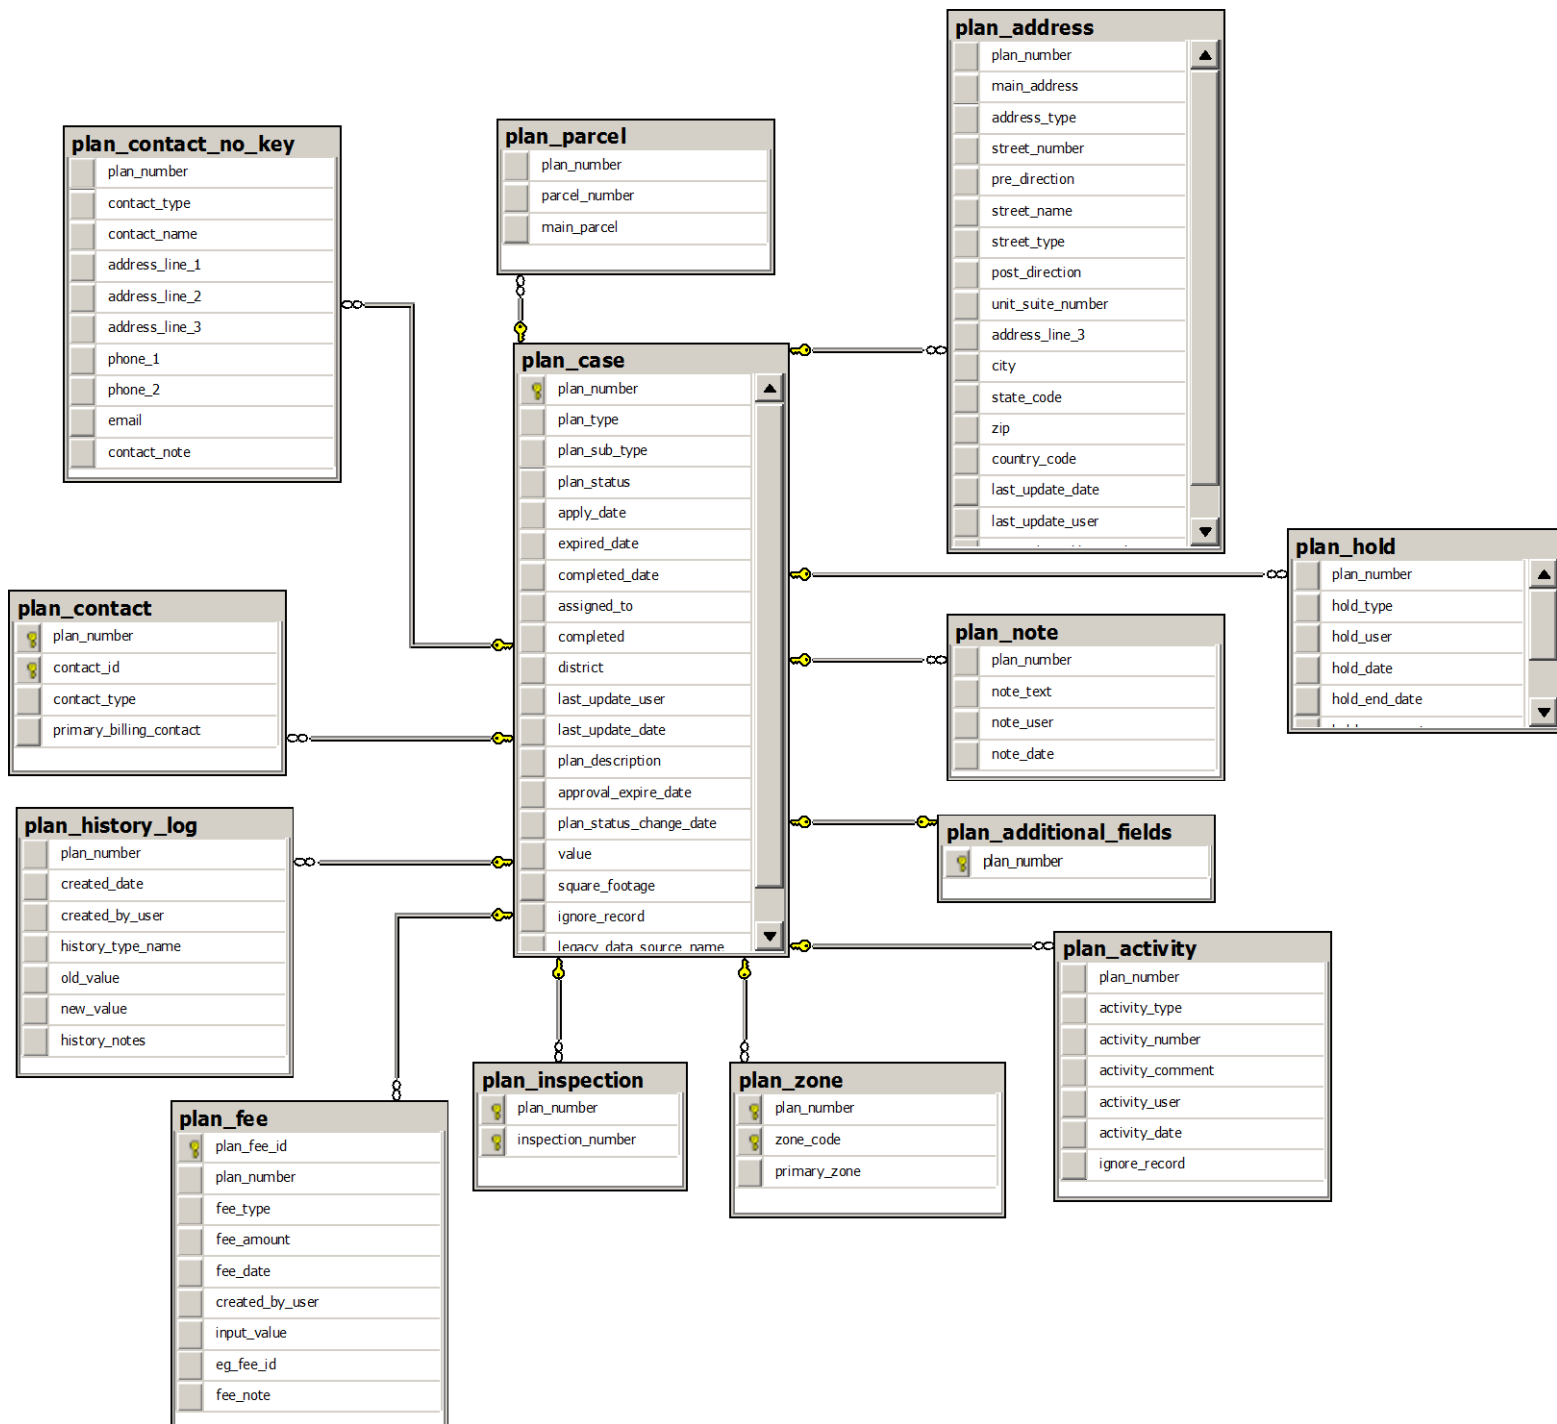 plan_address
plan_number
main_address
address_type
street_number
pre_direction
street_name
street_type
post_direction
unit_suite_number
address_line_3
city
state_code
zip
country_code
last_update_date
last_update_user
plan_contact_no_key
plan_number
contact_type
contact_name
address_line_1
address_line_2
address_line_3
phone_1
phone_2
email
contact_note
plan_parcel
plan_number
parcel_number
main_parcel
plan_case
plan_number
plan_type
plan_sub_type
plan_status
apply_date
expired_date
completed_date
assigned_to
completed
district
last_update_user
last_update_date
plan_description
approval_expire_date
plan_status_change_date
value
square_footage
ignore_record
legacy_data_source_name
plan_hold
plan_number
hold_type
hold_user
hold_date
hold_end_date
plan_contact
plan_number
contact_id
contact_type
primary_billing_contact
plan_note
plan_number
note_text
note_user
note_date
plan_history_log
plan_number
created_date
created_by_user
history_type_name
old_value
new_value
history_notes
plan_additional_fields
plan_number
plan_activity
plan_number
activity_type
activity_number
activity_comment
activity_user
activity_date
ignore_record
plan_inspection
plan_number
inspection_number
plan_zone
plan_number
zone_code
primary_zone
plan_fee
plan_fee_id
plan_number
fee_type
fee_amount
fee_date
created_by_user
input_value
eg_fee_id
fee_note